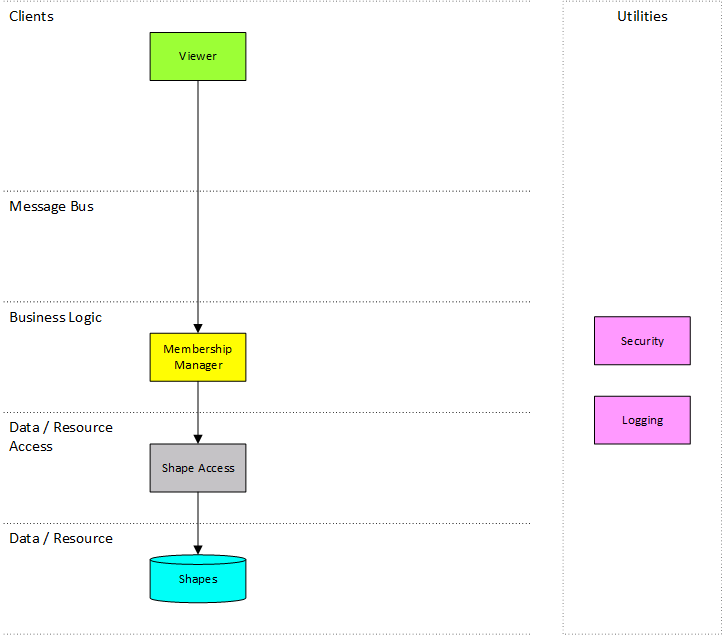 Clients
Utilities
Viewer
Message Bus
Business Logic
Security
Membership
Manager
Logging
Data / Resource
Access
Shape Access
Data / Resource
Shapes